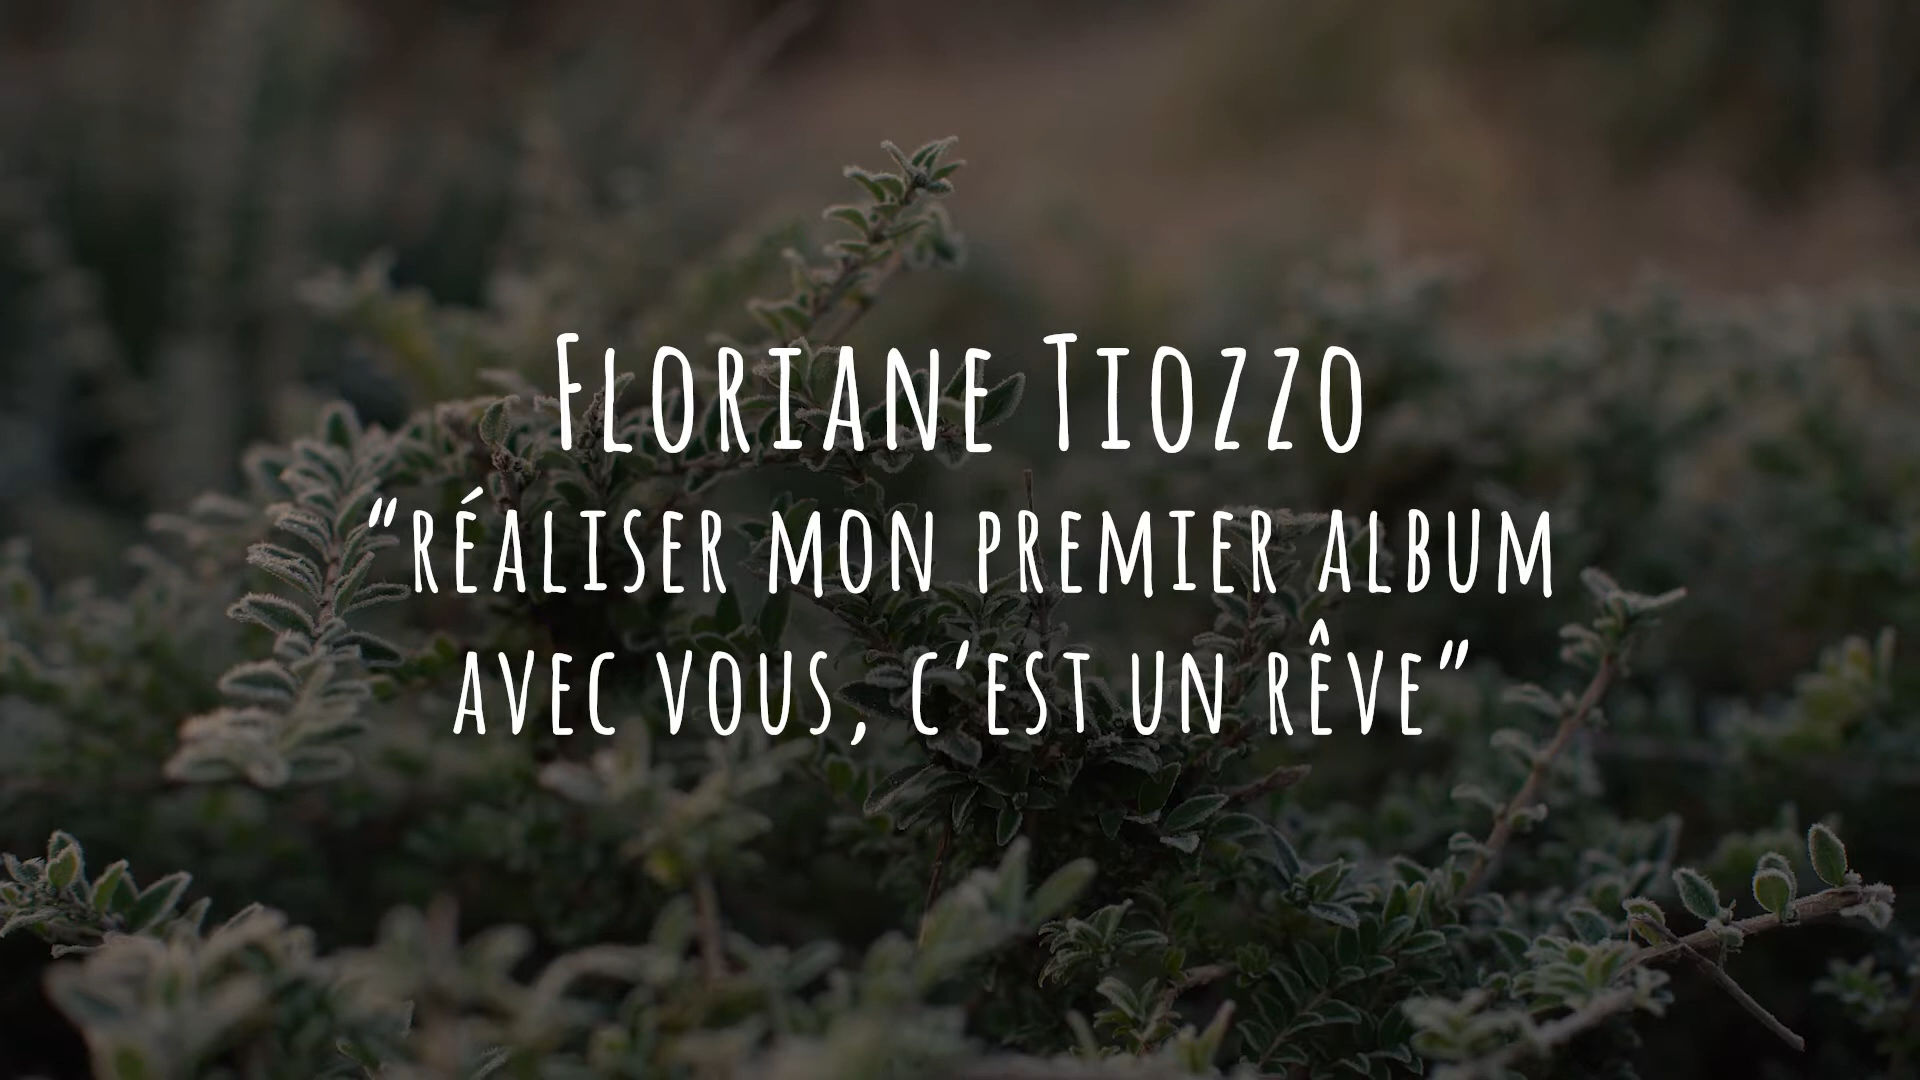 Floriane Tiozzo
“réaliser mon premier album
avec vous, c’est un rêve”